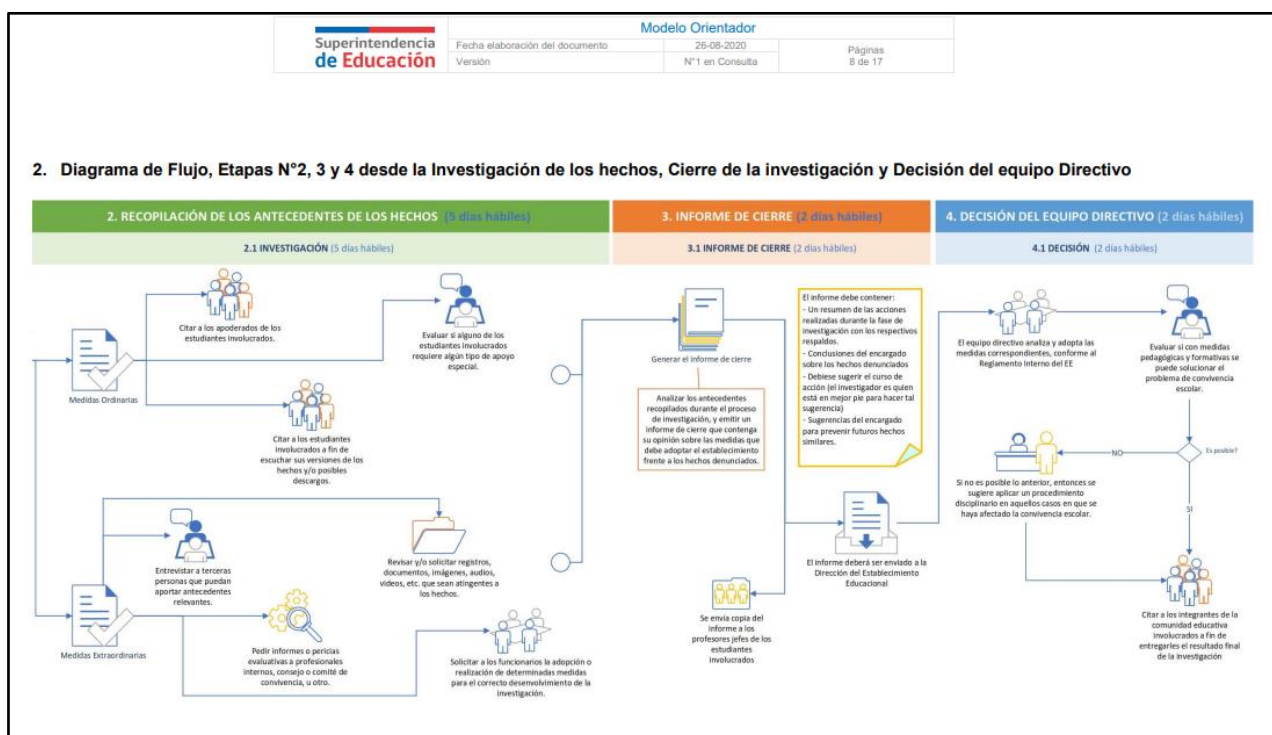 Superintendencia
de Educación
Modelo Orientador
Fecha elaboración del documento
26-08-2020
Páginas
8 de 17
Versión
N°1 en Consulta
2. Diagrama de Flujo, Etapas N°2, 3 y 4 desde la Investigación de los hechos, Cierre de la investigación y Decisión del equipo Directivo
2. RECOPILACIÓN DE LOS ANTECEDENTES DE LOS HECHOS (5 días hábiles)
2.1 INVESTIGACIÓN (5 días hábiles)
Medidas Ordinarias
Citar a los apoderados de los
estudiantes involucrados.
Evaluar si alguno de los
estudiantes involucrados
requiere algún tipo de apoyo
especial.
Citar a los estudiantes
involucrados a fin de
escuchar sus versiones de los
hechos y/o posibles
descargos.
Medidas Extraordinarias
Entrevistar a terceras
personas que puedan
aportar antecedentes
relevantes.
Revisar y/o solicitar registros,
documentos, imágenes, audios,
videos, etc. que sean atingentes a
los hechos.
Pedir informes o pericias
evaluativas a profesionales
internos, consejo o comité de
convivencia, u otro.
Solicitar a los funcionarios la adopción o
realización de determinadas medidas
para el correcto desenvolvimiento de la
investigación.
3. INFORME DE CIERRE (2 días hábiles)
3.1 INFORME DE CIERRE (2 días hábiles)
Generar el informe de cierre
Analizar los antecedentes
recopilados durante el proceso
de investigación, y emitir un
informe de cierre que contenga
su opinión sobre las medidas que
debe adoptar el establecimiento
frente a los hechos denunciados.
El informe debe contener:
- Un resumen de las acciones
realizadas durante la fase de
investigación con los respectivos
respaldos.
- Conclusiones del encargado
sobre los hechos denunciados
- Debiese sugerir el curso de
acción (el investigador es quien
está en mejor pie para hacer tal
sugerencia)
- Sugerencias del encargado
para prevenir futuros hechos
similares.
El informe deberá ser enviado a la
Dirección del Establecimiento
Educacional
Se envía copia del
informe a los
profesores jefes de los
estudiantes
involucrados
4. DECISIÓN DEL EQUIPO DIRECTIVO (2 días hábiles)
4.1 DECISIÓN (2 días hábiles)
El equipo directivo analiza y adopta las
medidas correspondientes, conforme al
Reglamento Interno del EE
Evaluar si con medidas
pedagógicas y formativas se
puede solucionar el
problema de convivencia
escolar.
Es posible?
NO
SI
Si no es posible lo anterior, entonces se
sugiere aplicar un procedimiento
disciplinario en aquellos casos en que se
haya afectado la convivencia escolar.
Citar a los integrantes de la
comunidad educativa
involucrados a fin de
entregarles el resultado final
de la investigación